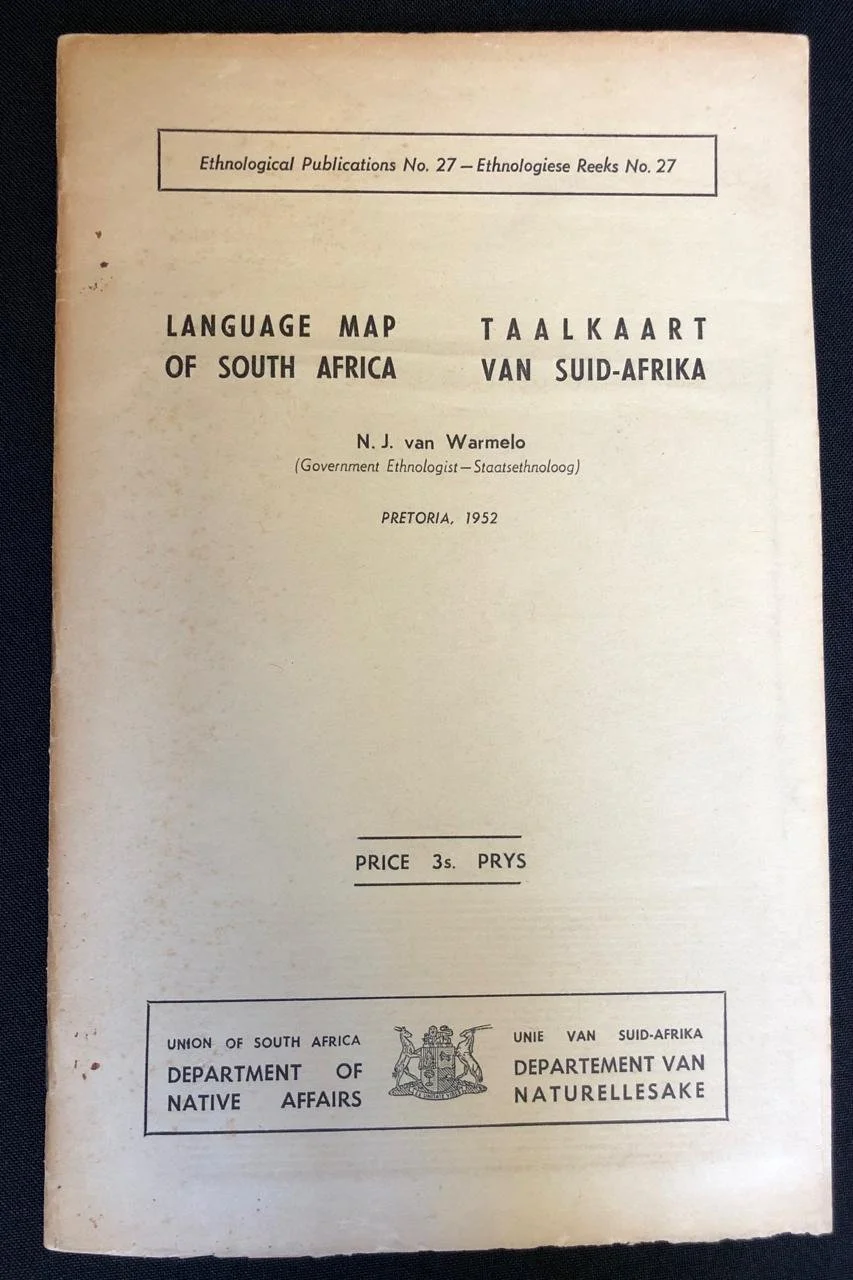 Ethnological Publications No. 27 — Ethnologiese Reeks No. 27
LANGUAGE MAP
OF SOUTH AFRICA
TAALKAART
VAN SUID-AFRIKA
N. J. van Warmelo
(Government Ethnologist—Staatsethnoloog)
PRETORIA, 1952
PRICE 3s. PRYS
UNION OF SOUTH AFRICA
DEPARTMENT OF
NATIVE AFFAIRS
UNIE VAN SUID-AFRIKA
DEPARTEMENT VAN
NATURELLESAKE